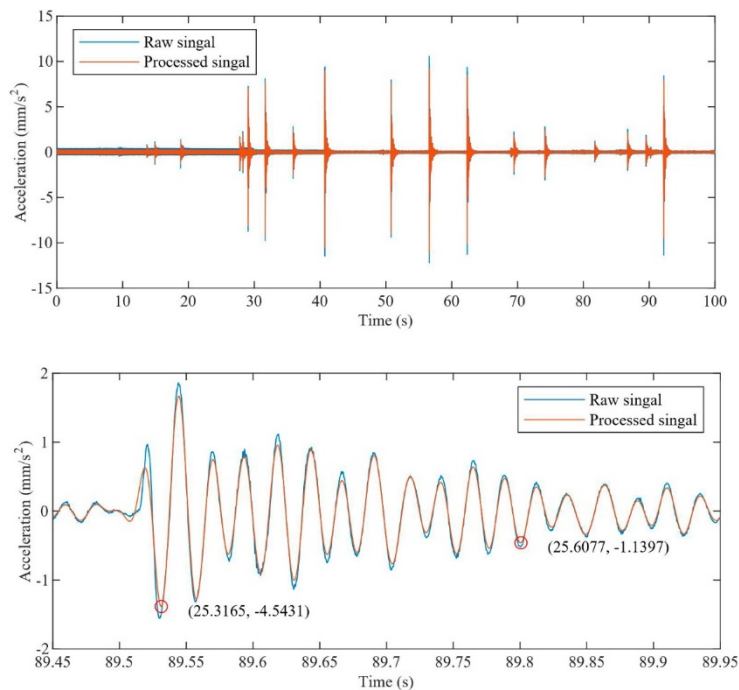 15
10
5
0
-5
-10
-15
Acceleration (mm/s²)
Raw singal
Processed singal
0 10 20 30 40 50 60 70 80 90 100
Time (s)
2
1
0
-1
-2
Acceleration (mm/s²)
Raw singal
Processed singal
(25.3165, -4.5431)
(25.6077, -1.1397)
89.45 89.5 89.55 89.6 89.65 89.7 89.75 89.8 89.85 89.9 89.95
Time (s)